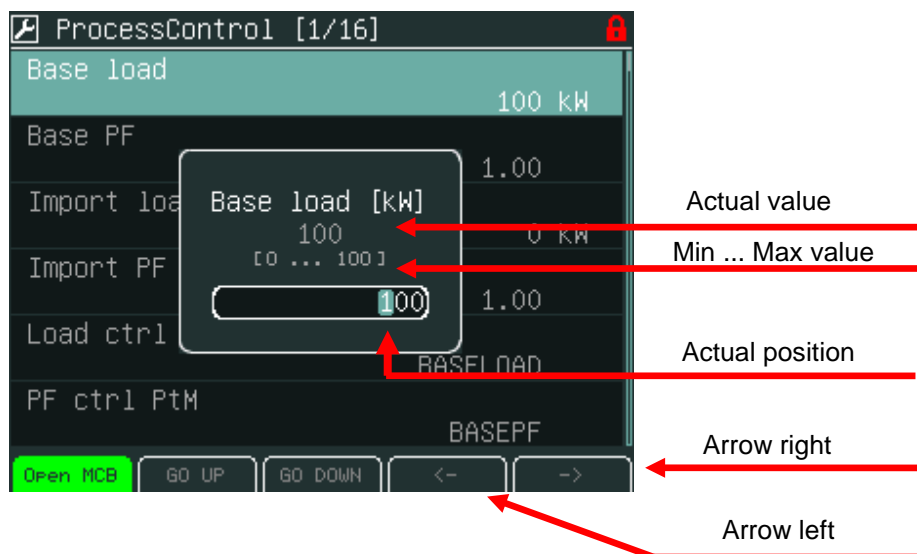 ProcessControl [1/16]
Base load
100 kW
Base PF
1.00
Import loa
0 kW
Import PF
1.00
Load ctrl
BASELOAD
PF ctrl PtM
BASEPF
Base load [kW]
100
[0 ... 100]
100
Open MCB GO UP GO DOWN <- ->
Actual value
Min ... Max value
Actual position
Arrow right
Arrow left